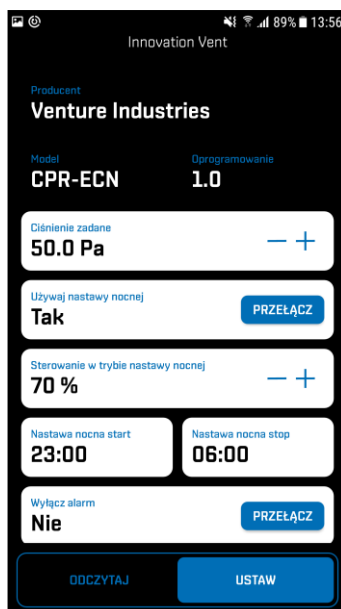 89% 13:56
Innovation Vent
Producent
Venture Industries
Model Oprogramowanie
CPR-ECN 1.0
Ciśnienie zadane
50.0 Pa
Używaj nastawy nocnej
Tak PRZEŁĄCZ
Sterowanie w trybie nastawy nocnej
70 %
Nastawa nocna start Nastawa nocna stop
23:00 06:00
Wyłącz alarm
Nie PRZEŁĄCZ
ODCZYTAJ USTAW